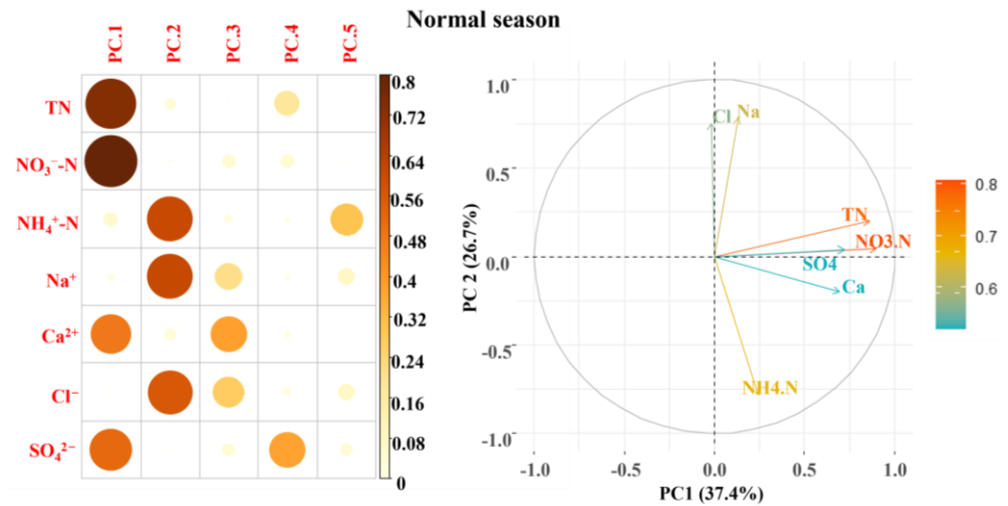 Normal season
PC.1 PC.2 PC.3 PC.4 PC.5
TN
NO₃⁻-N
NH₄⁺-N
Na⁺
Ca²⁺
Cl⁻
SO₄²⁻
0.8
0.72
0.64
0.56
0.48
0.4
0.32
0.24
0.16
0.08
0
PC 2 (26.7%)
1.0
0.5
0.0
-0.5
-1.0
Cl Na
TN
NO3.N
SO4
Ca
NH4.N
-1.0 -0.5 0.0 0.5 1.0
PC1 (37.4%)
0.8
0.7
0.6